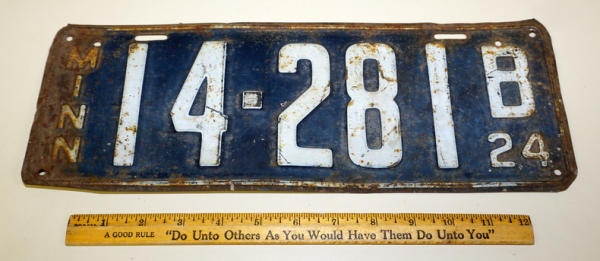 MINN 14-281 B 24
1 2 3 4 5 6 7 8 9 10 11 12
A GOOD RULE "Do Unto Others As You Would Have Them Do Unto You"